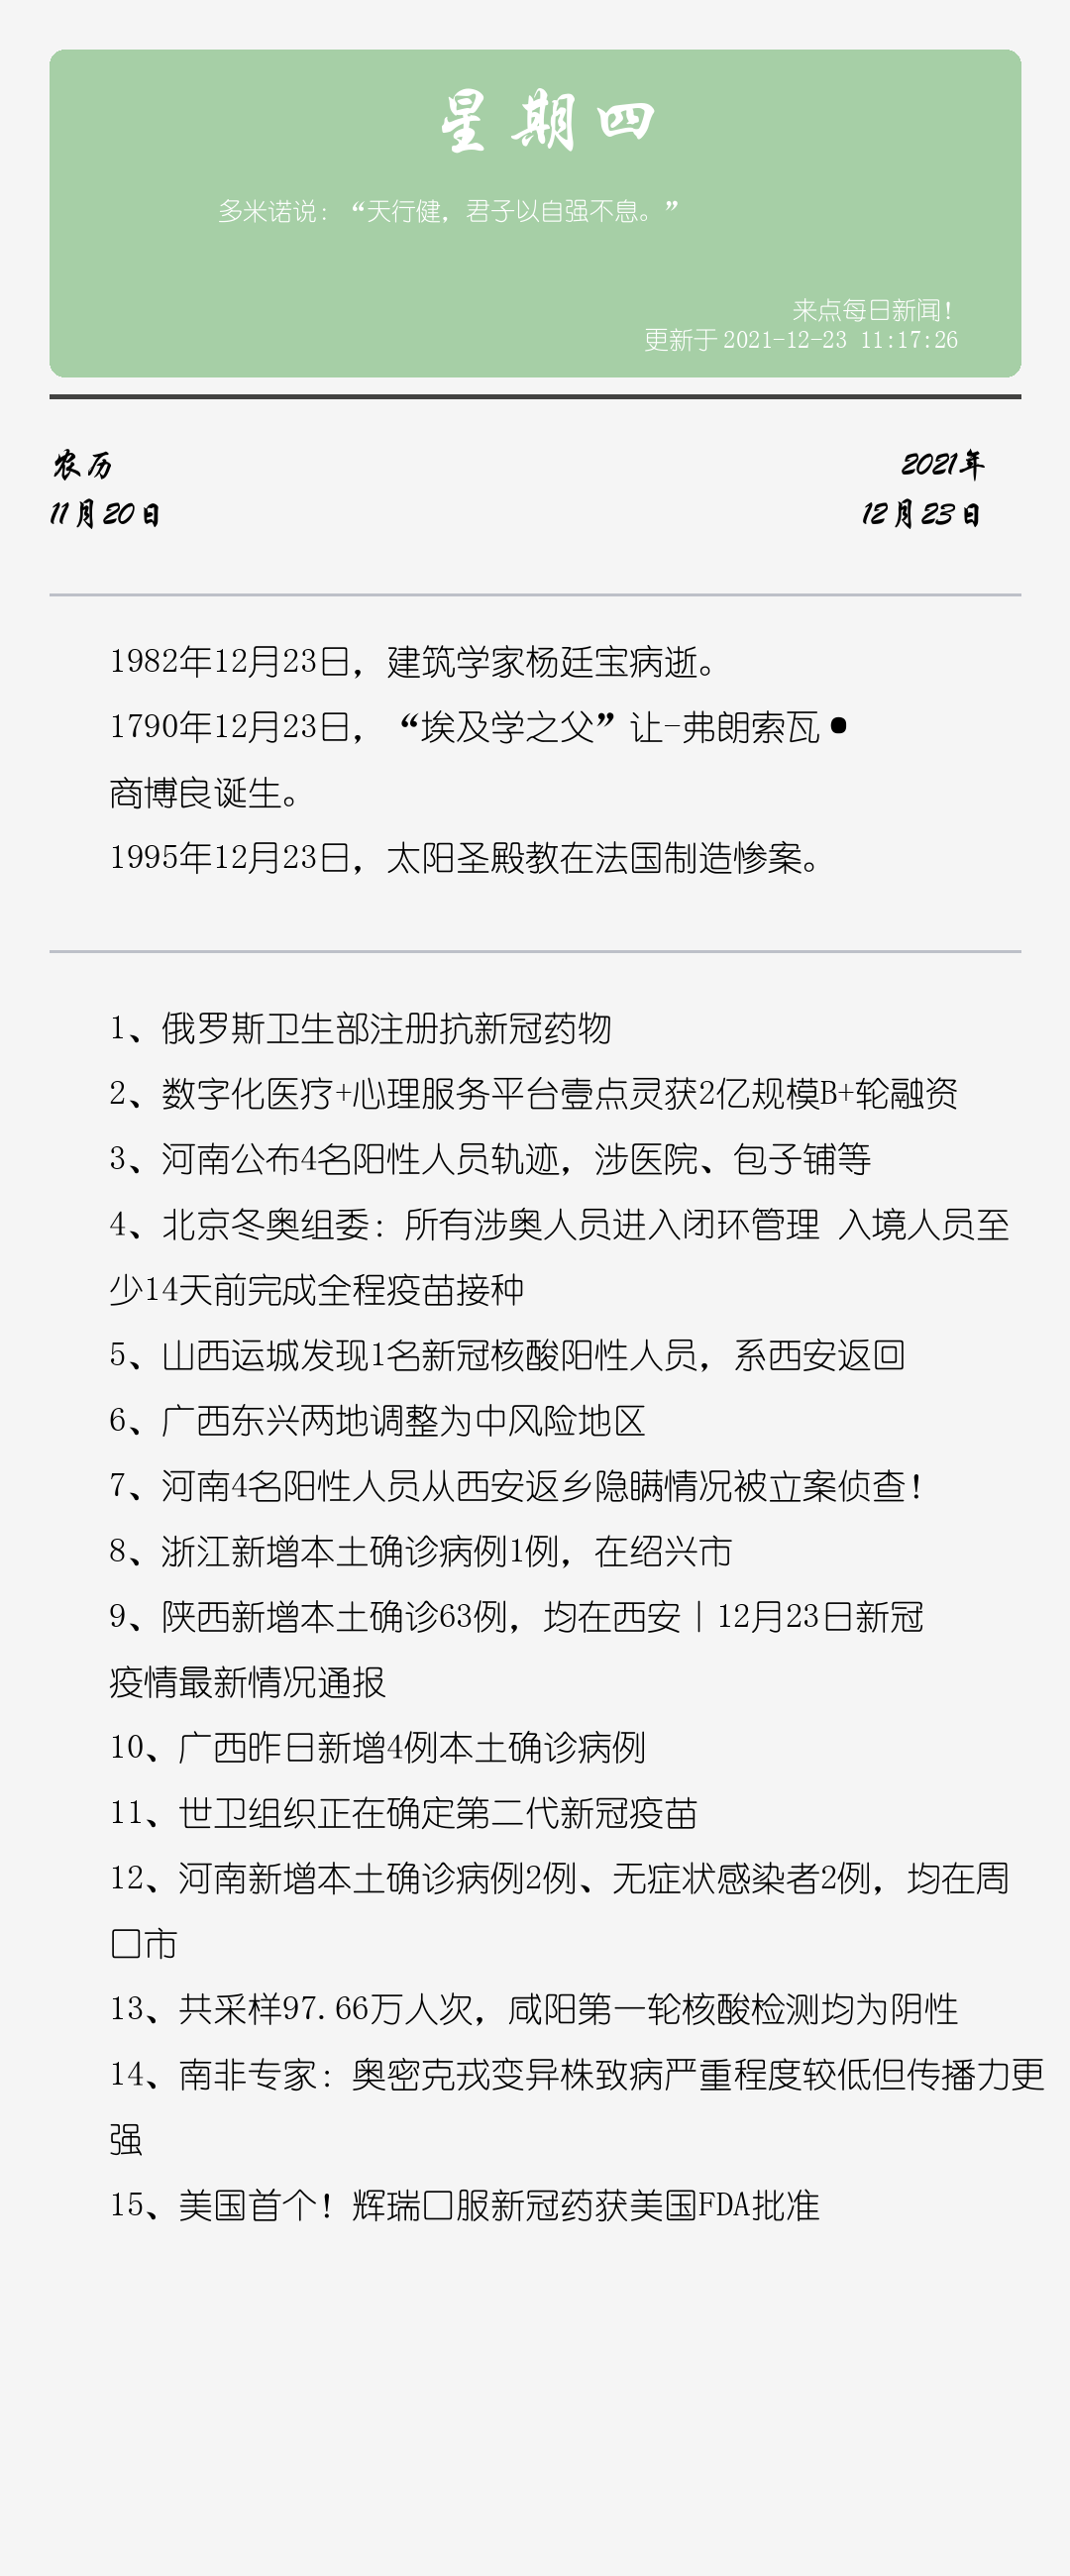 星期四
多米诺说：“天行健，君子以自强不息。”
来点每日新闻！
更新于2021-12-23 11:17:26
农历
11月20日
2021年
12月23日
1982年12月23日，建筑学家杨廷宝病逝。
1790年12月23日，“埃及学之父”让-弗朗索瓦•
商博良诞生。
1995年12月23日，太阳圣殿教在法国制造惨案。
1、俄罗斯卫生部注册抗新冠药物
2、数字化医疗+心理服务平台壹点灵获2亿规模B+轮融资
3、河南公布4名阳性人员轨迹，涉医院、包子铺等
4、北京冬奥组委：所有涉奥人员进入闭环管理 入境人员至
少14天前完成全程疫苗接种
5、山西运城发现1名新冠核酸阳性人员，系西安返回
6、广西东兴两地调整为中风险地区
7、河南4名阳性人员从西安返乡隐瞒情况被立案侦查！
8、浙江新增本土确诊病例1例，在绍兴市
9、陕西新增本土确诊63例，均在西安｜12月23日新冠
疫情最新情况通报
10、广西昨日新增4例本土确诊病例
11、世卫组织正在确定第二代新冠疫苗
12、河南新增本土确诊病例2例、无症状感染者2例，均在周
口市
13、共采样97.66万人次，咸阳第一轮核酸检测均为阴性
14、南非专家：奥密克戎变异株致病严重程度较低但传播力更
强
15、美国首个！辉瑞口服新冠药获美国FDA批准